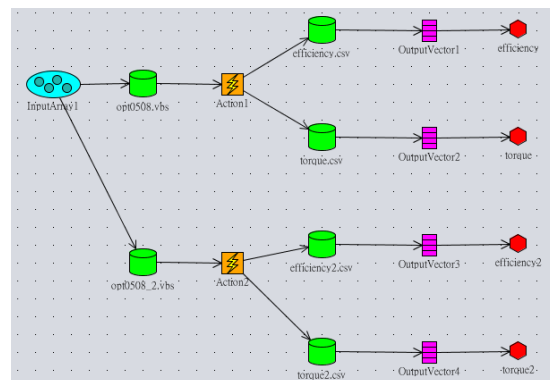 efficiency.csv
OutputVector1
efficiency
InputArray1
opt0508.vbs
Action1
torque.csv
OutputVector2
torque
opt0508_2.vbs
Action2
efficiency2.csv
OutputVector3
efficiency2
torque2.csv
OutputVector4
torque2